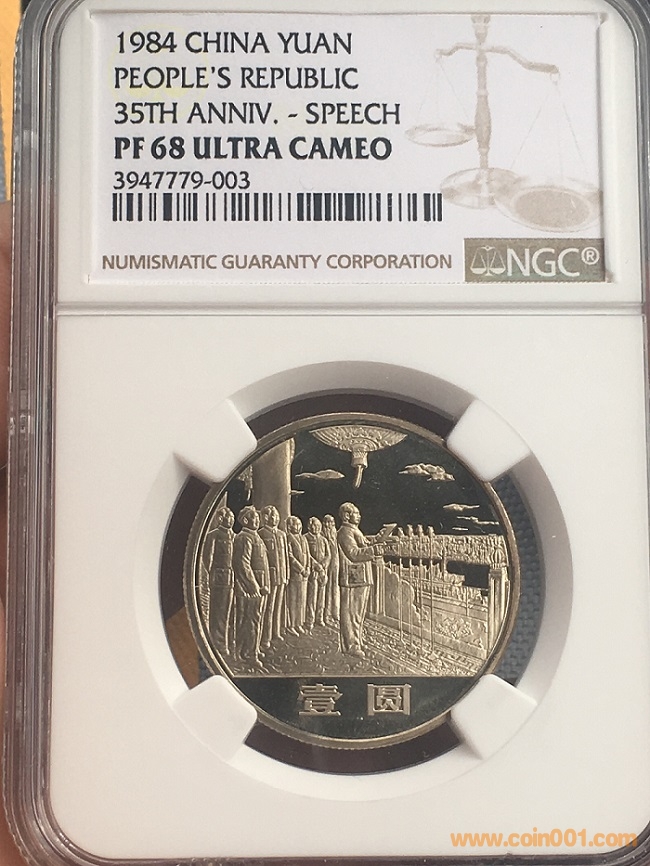 1984 CHINA YUAN
PEOPLE'S REPUBLIC
35TH ANNIV. - SPEECH
PF 68 ULTRA CAMEO
3947779-003
NUMISMATIC GUARANTY CORPORATION
NGC®
壹圆
www.coin001.com